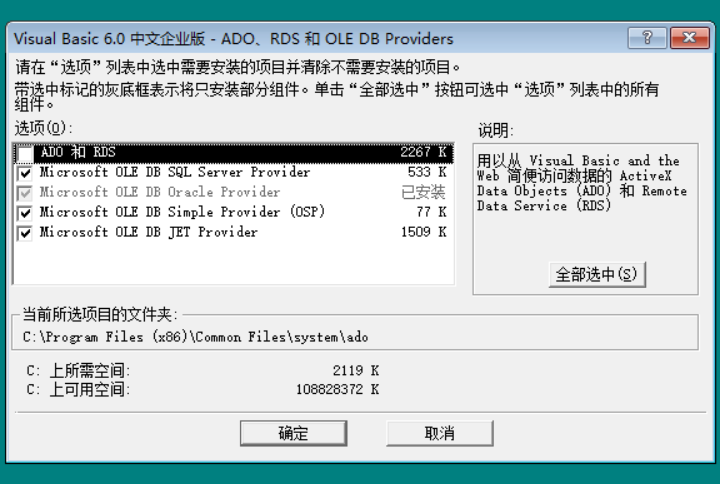 Visual Basic 6.0 中文企业版 - ADO、RDS 和 OLE DB Providers
请在“选项”列表中选中需要安装的项目并清除不需要安装的项目。
带选中标记的灰底框表示将只安装部分组件。单击“全部选中”按钮可选中“选项”列表中的所有
组件。
选项(O):
ADO 和 RDS 2267 K
Microsoft OLE DB SQL Server Provider 533 K
Microsoft OLE DB Oracle Provider 已安装
Microsoft OLE DB Simple Provider (OSP) 77 K
Microsoft OLE DB JET Provider 1509 K
说明:
用以从 Visual Basic and the
Web 简便访问数据的 ActiveX
Data Objects (ADO) 和 Remote
Data Service (RDS)
全部选中(S)
当前所选项目的文件夹:
C:\Program Files (x86)\Common Files\system\ado
C: 上所需空间: 2119 K
C: 上可用空间: 108828372 K
确定
取消